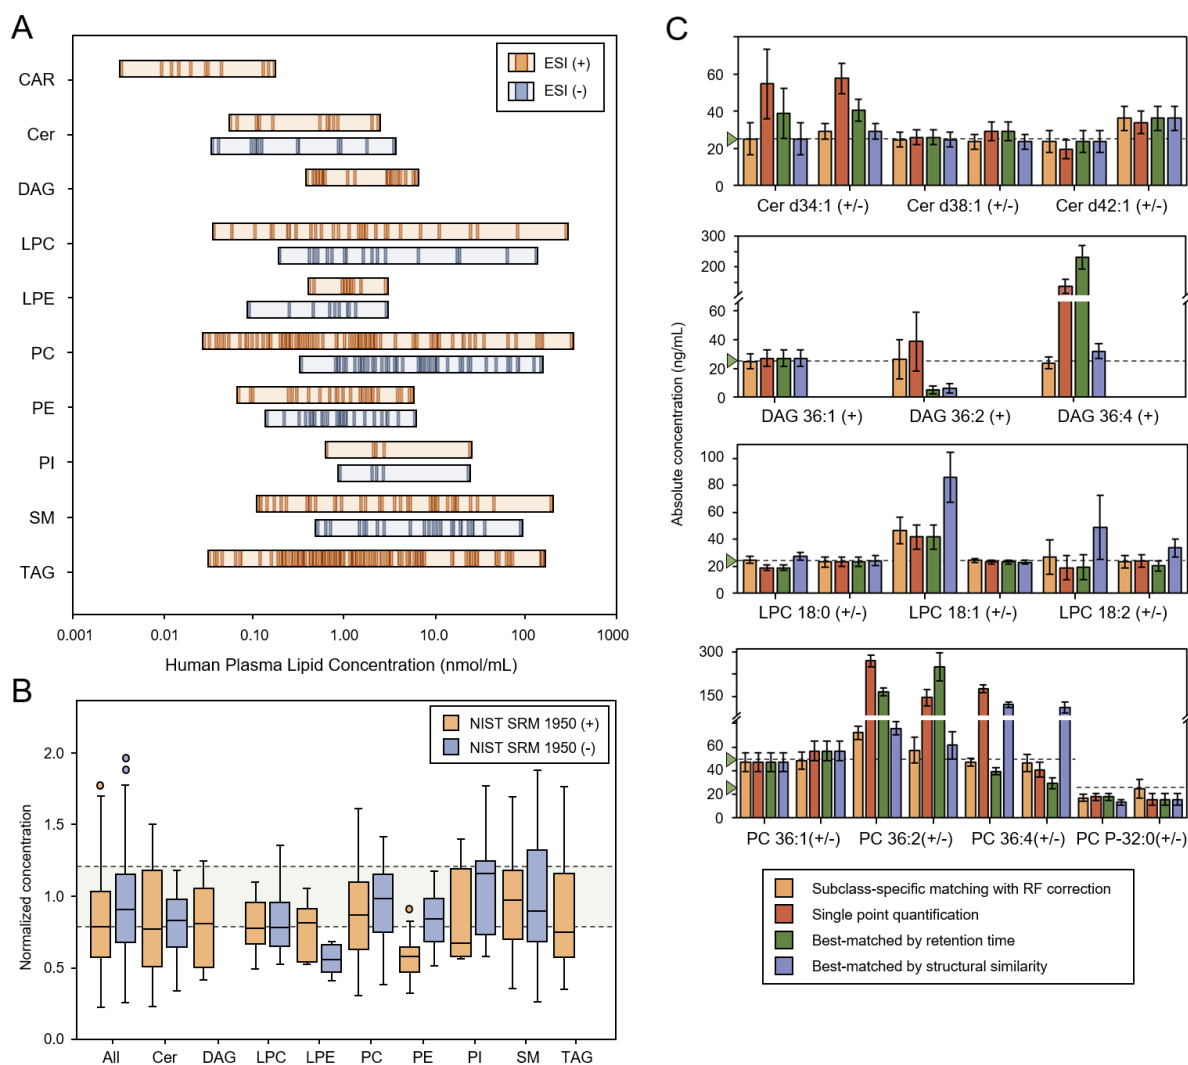 A
CAR
Cer
DAG
LPC
LPE
PC
PE
PI
SM
TAG
ESI (+)
ESI (-)
0.001
0.01
0.10
1.00
10.0
100
1000
Human Plasma Lipid Concentration (nmol/mL)
B
NIST SRM 1950 (+)
NIST SRM 1950 (-)
Normalized concentration
2.0
1.5
1.0
0.5
0.0
All
Cer
DAG
LPC
LPE
PC
PE
PI
SM
TAG
C
Absolute concentration (ng/mL)
60
40
20
0
Cer d34:1 (+/-)
Cer d38:1 (+/-)
Cer d42:1 (+/-)
300
200
60
40
20
0
DAG 36:1 (+)
DAG 36:2 (+)
DAG 36:4 (+)
100
80
60
40
20
0
LPC 18:0 (+/-)
LPC 18:1 (+/-)
LPC 18:2 (+/-)
300
150
60
40
20
0
PC 36:1(+/-)
PC 36:2(+/-)
PC 36:4(+/-)
PC P-32:0(+/-)
Subclass-specific matching with RF correction
Single point quantification
Best-matched by retention time
Best-matched by structural similarity